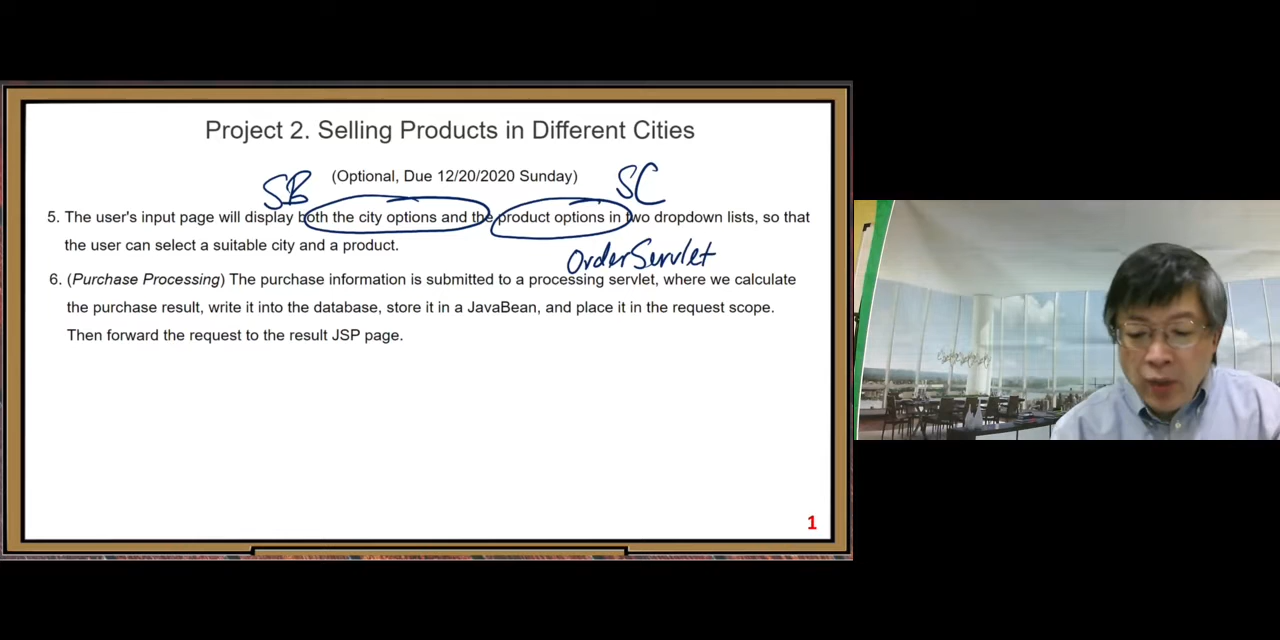 Project 2. Selling Products in Different Cities
(Optional, Due 12/20/2020 Sunday)
SB
SC
5. The user's input page will display both the city options and the product options in two dropdown lists, so that
the user can select a suitable city and a product.
OrderServlet
6. (Purchase Processing) The purchase information is submitted to a processing servlet, where we calculate
the purchase result, write it into the database, store it in a JavaBean, and place it in the request scope.
Then forward the request to the result JSP page.
1